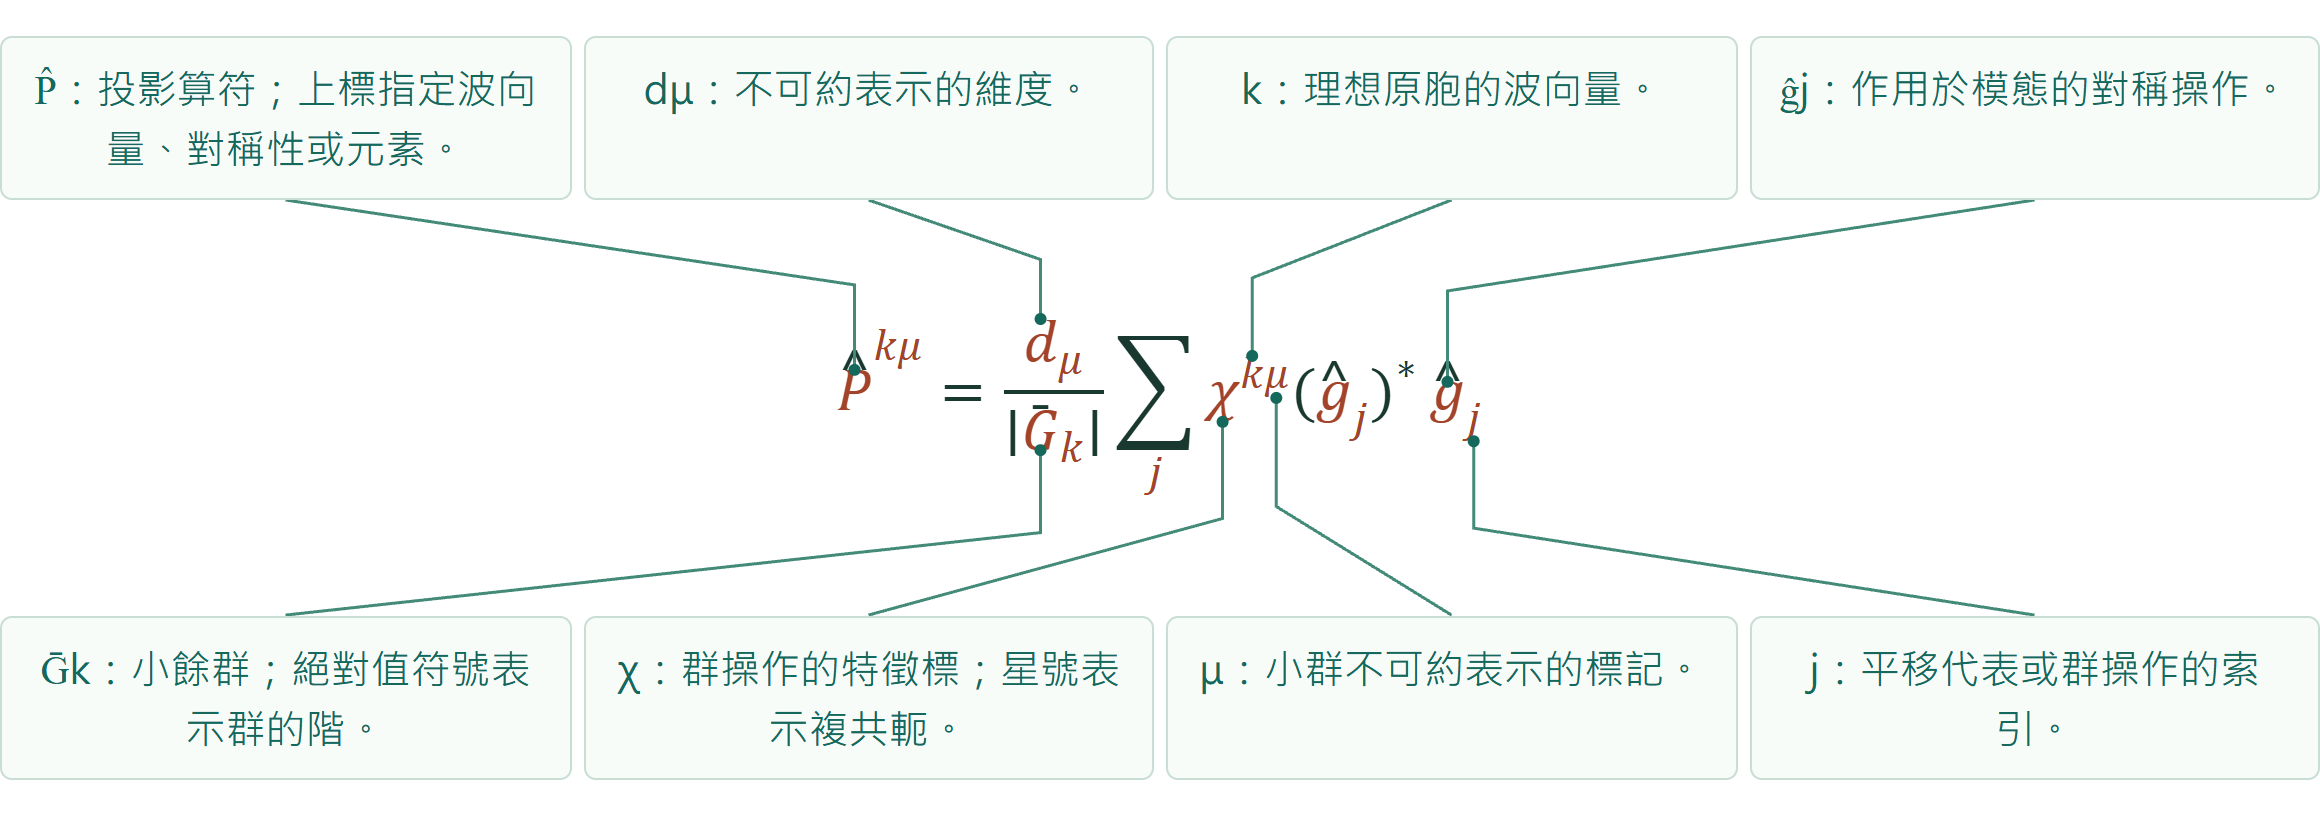 P̂：投影算符；上標指定波向
量、對稱性或元素。
dμ：不可約表示的維度。
k：理想原胞的波向量。
ĝj：作用於模態的對稱操作。
P̂^{kμ} = \frac{d_μ}{|Ḡ_k|} ∑_j χ^{kμ}(ĝ_j)^* ĝ_j
Ḡk：小餘群；絕對值符號表
示群的階。
χ：群操作的特徵標；星號表
示複共軛。
μ：小群不可約表示的標記。
j：平移代表或群操作的索
引。